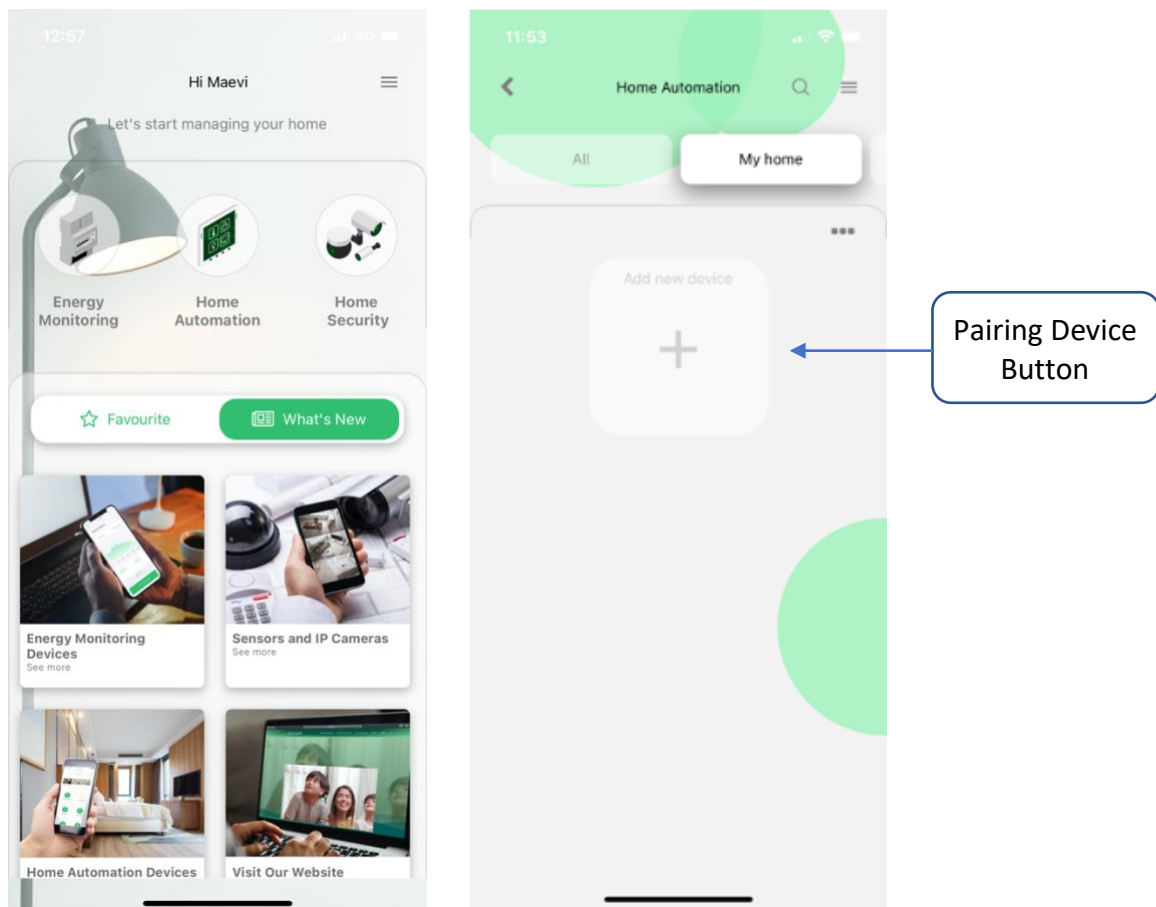 12:57
4G
Hi Maevi
Let's start managing your home
Energy
Monitoring
Home
Automation
Home
Security
Favourite
What's New
Energy Monitoring
Devices
See more
Sensors and IP Cameras
See more
Home Automation Devices
Visit Our Website
11:53
Home Automation
All
My home
Add new device
Pairing Device
Button